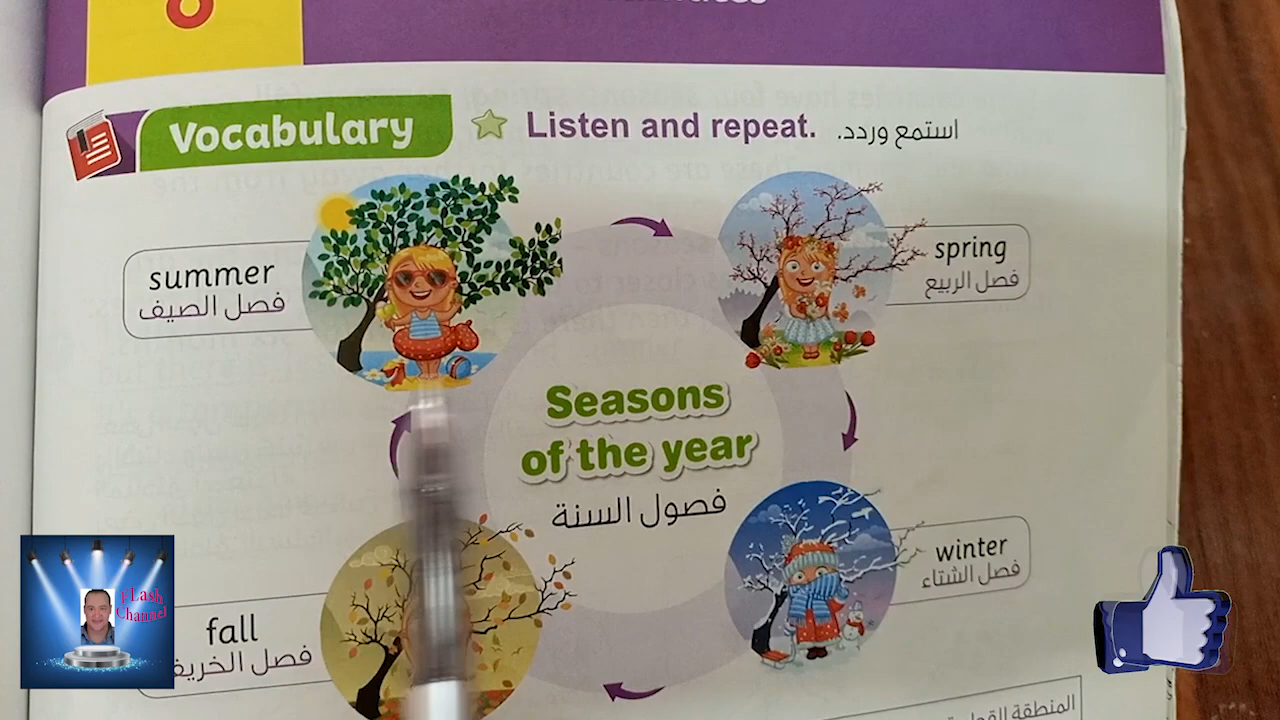 Vocabulary
Listen and repeat. استمع وردد.
summer
فصل الصيف
spring
فصل الربيع
Seasons
of the year
فصول السنة
winter
فصل الشتاء
fall
فصل الخريف
FLash
Channel